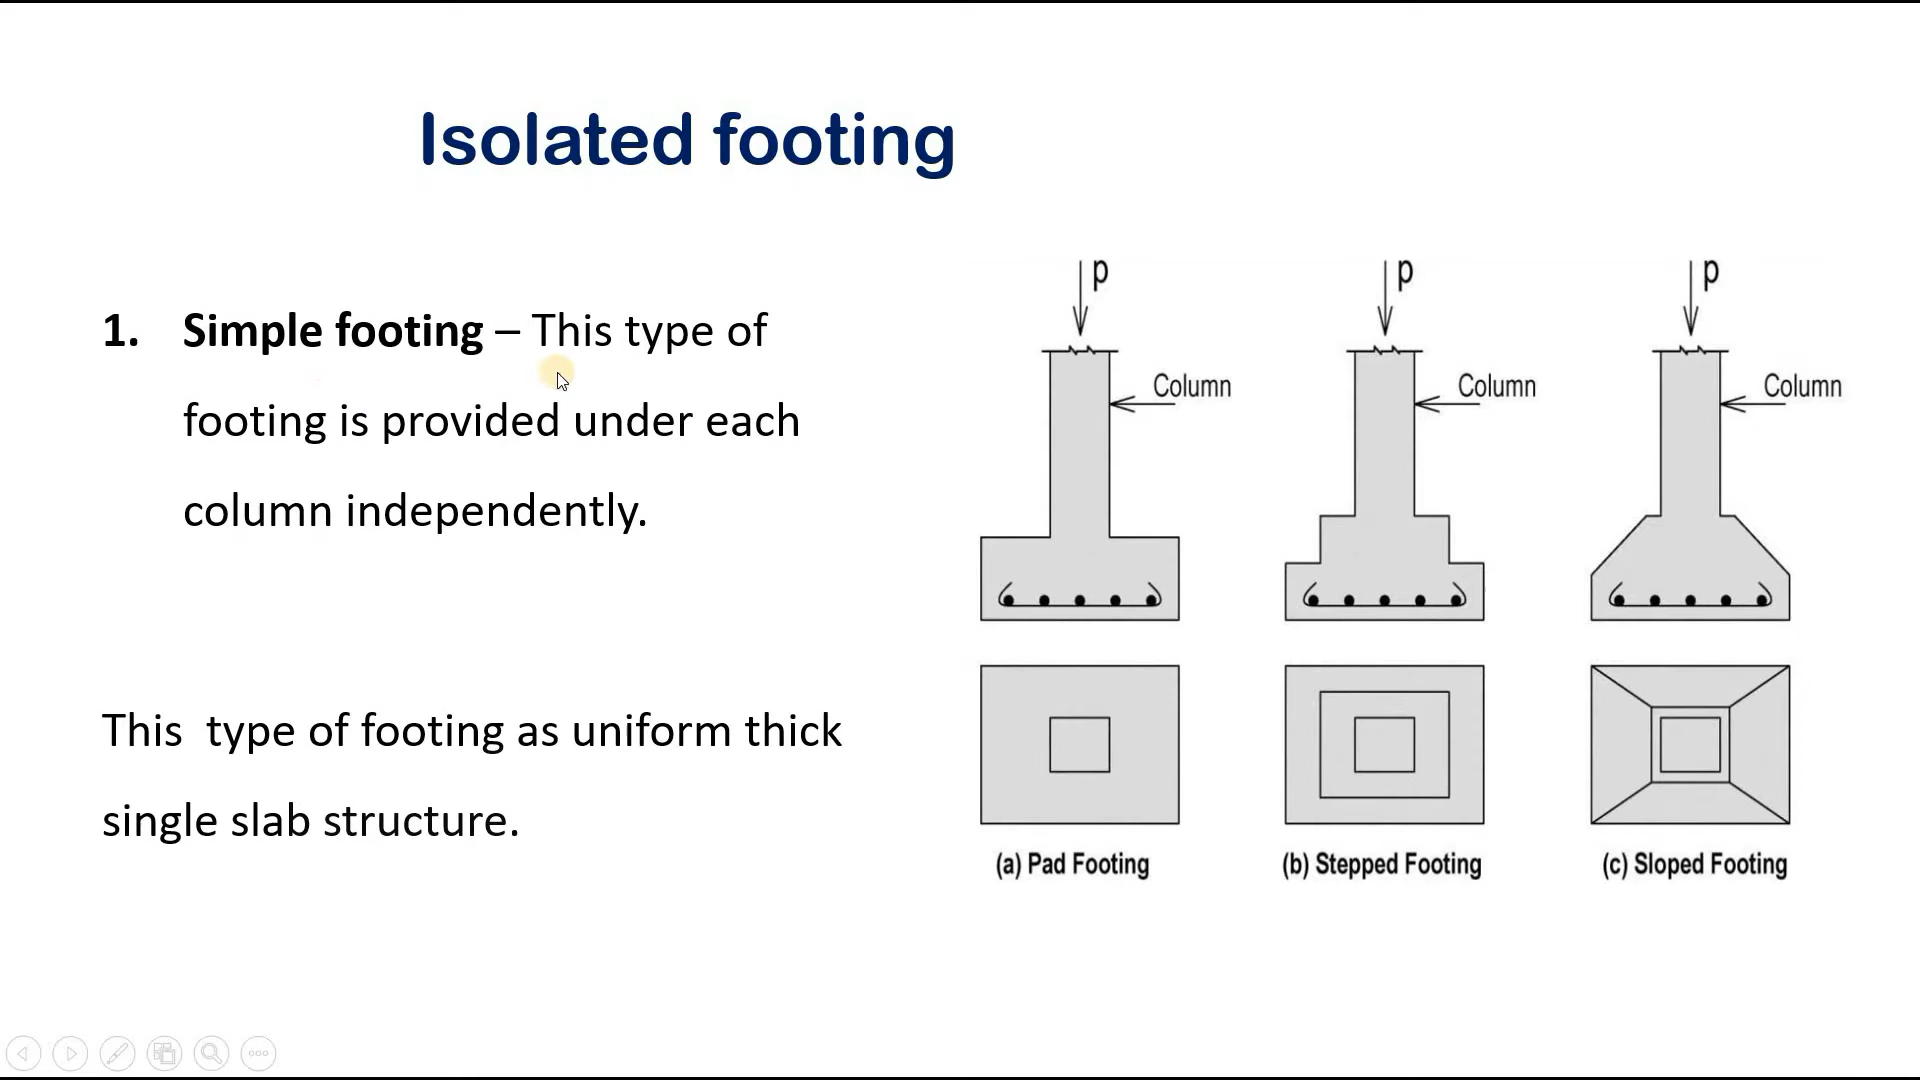 Isolated footing
1. Simple footing – This type of
footing is provided under each
column independently.
This type of footing as uniform thick
single slab structure.
p
p
p
Column
Column
Column
(a) Pad Footing
(b) Stepped Footing
(c) Sloped Footing